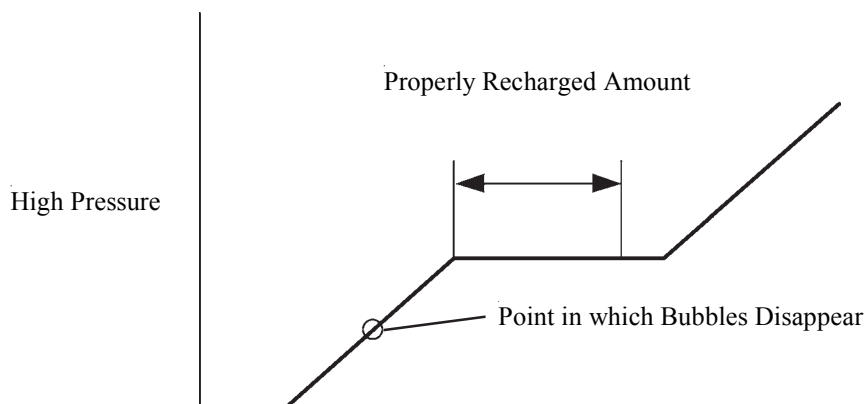 Properly Recharged Amount
High Pressure
Point in which Bubbles Disappear